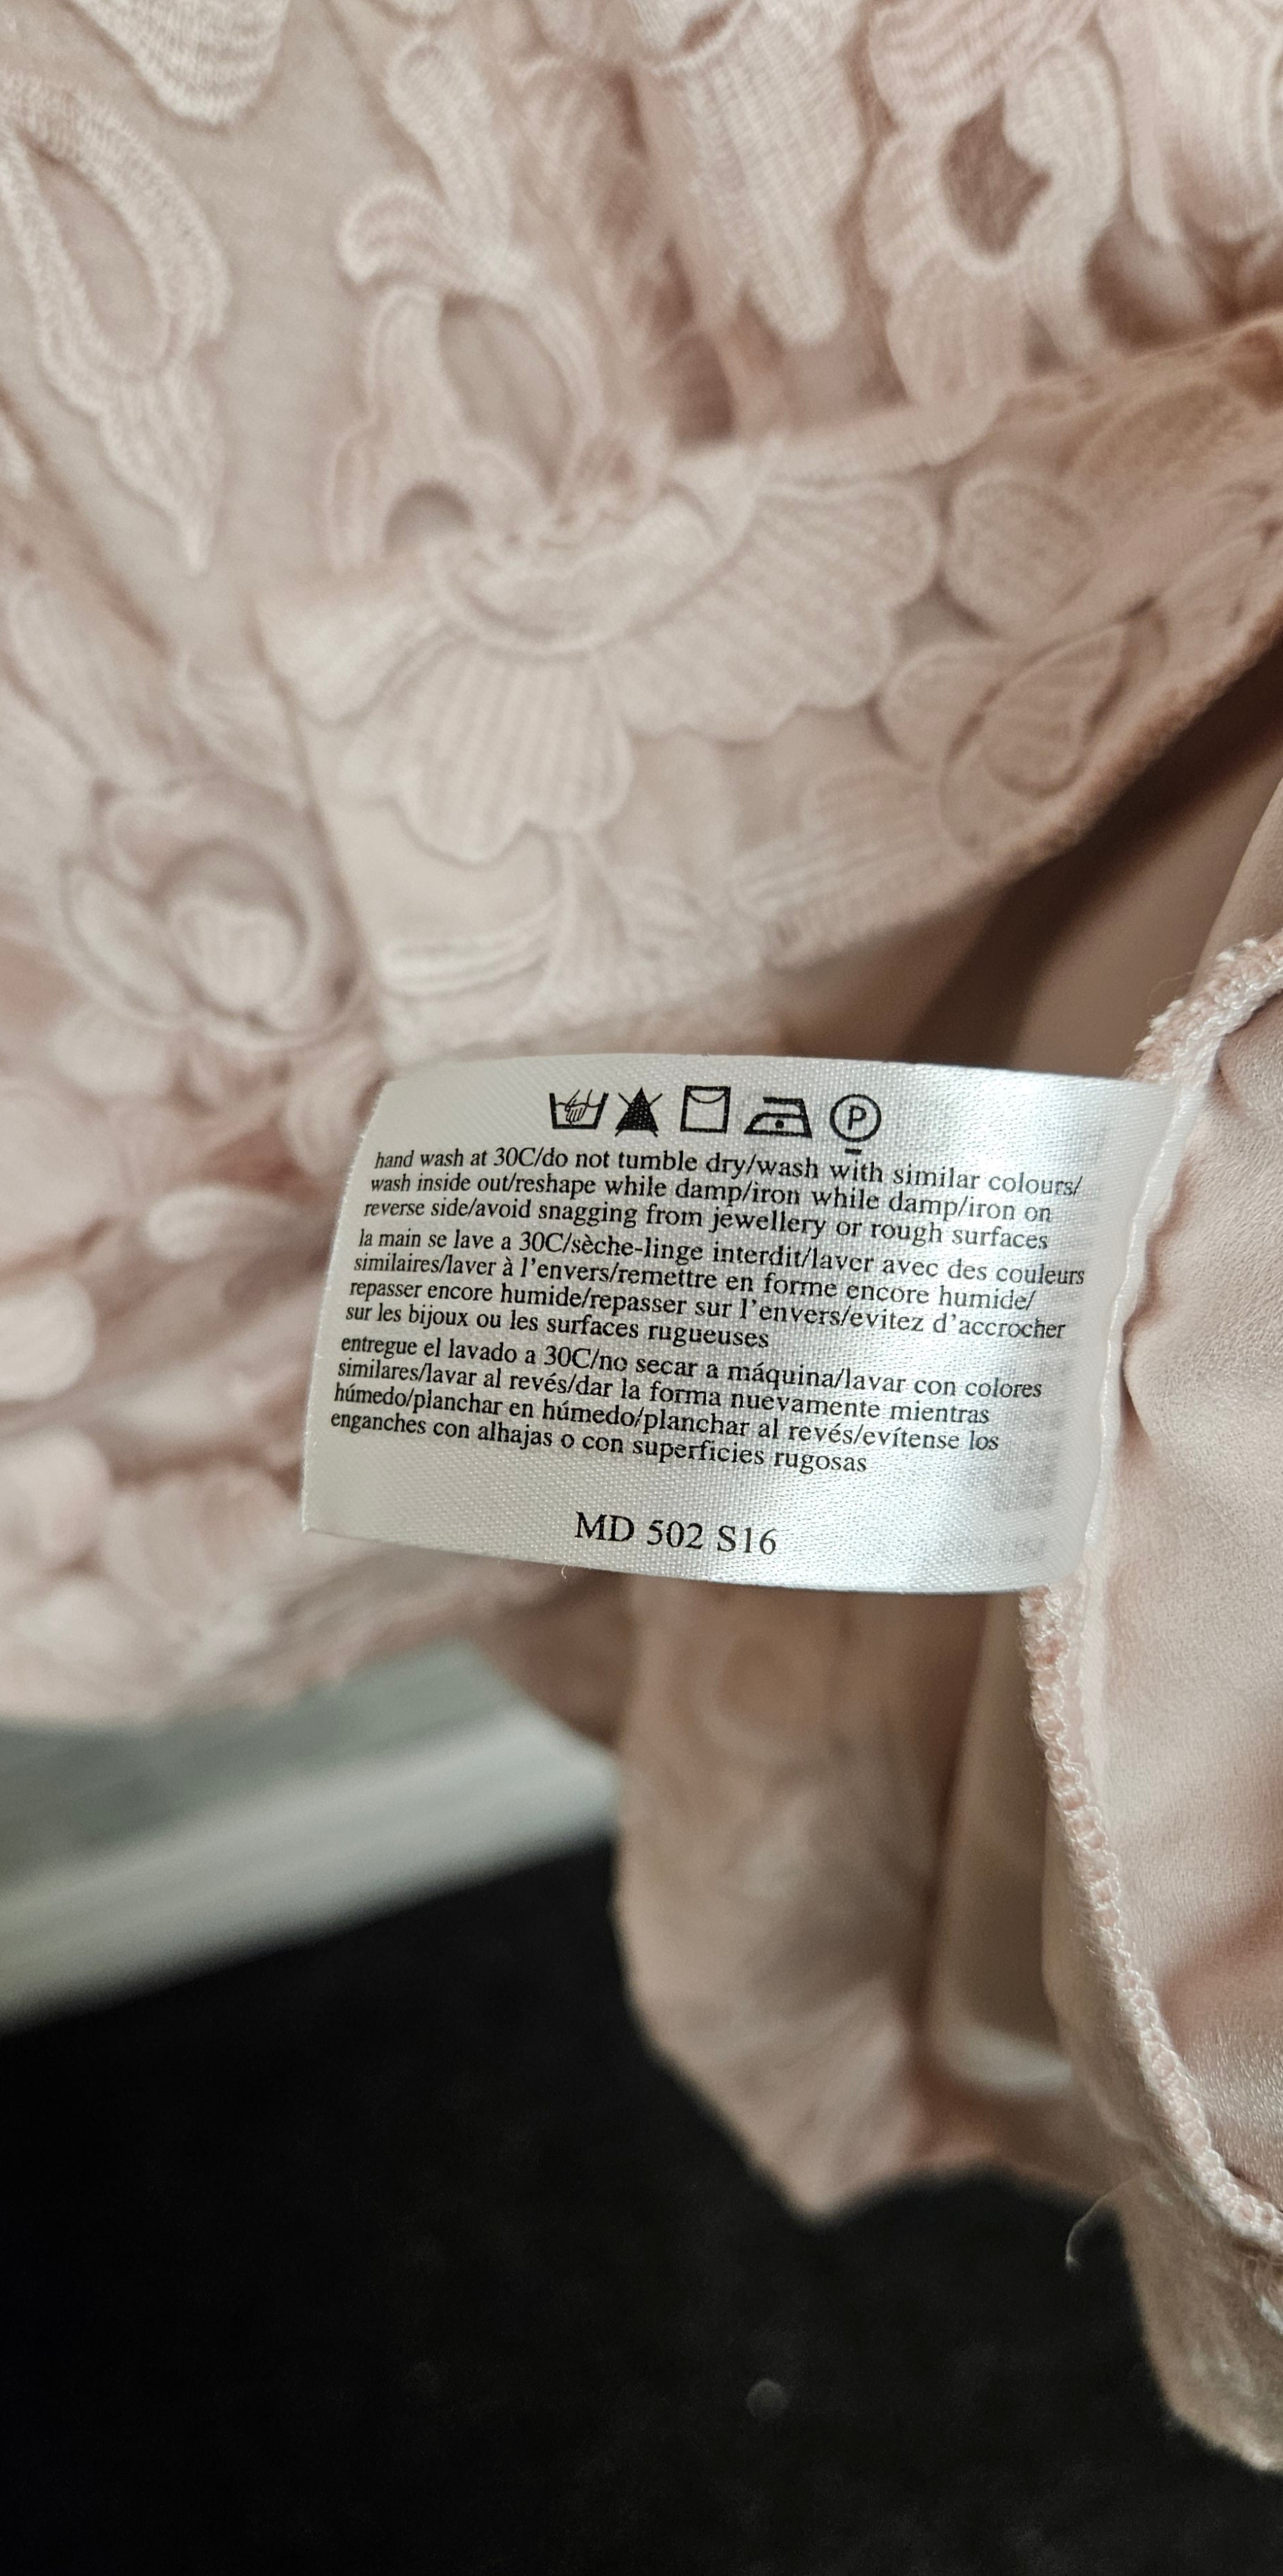 P
hand wash at 30C/do not tumble dry/wash with similar colours/
wash inside out/reshape while damp/iron while damp/iron on
reverse side/avoid snagging from jewellery or rough surfaces
la main se lave a 30C/sèche-linge interdit/laver avec des couleurs
similaires/laver à l'envers/remettre en forme encore humide/
repasser encore humide/repasser sur l'envers/evitez d'accrocher
sur les bijoux ou les surfaces rugueuses
entregue el lavado a 30C/no secar a máquina/lavar con colores
similares/lavar al revés/dar la forma nuevamente mientras
húmedo/planchar en húmedo/planchar al revés/evítense los
enganches con alhajas o con superficies rugosas
MD 502 S16